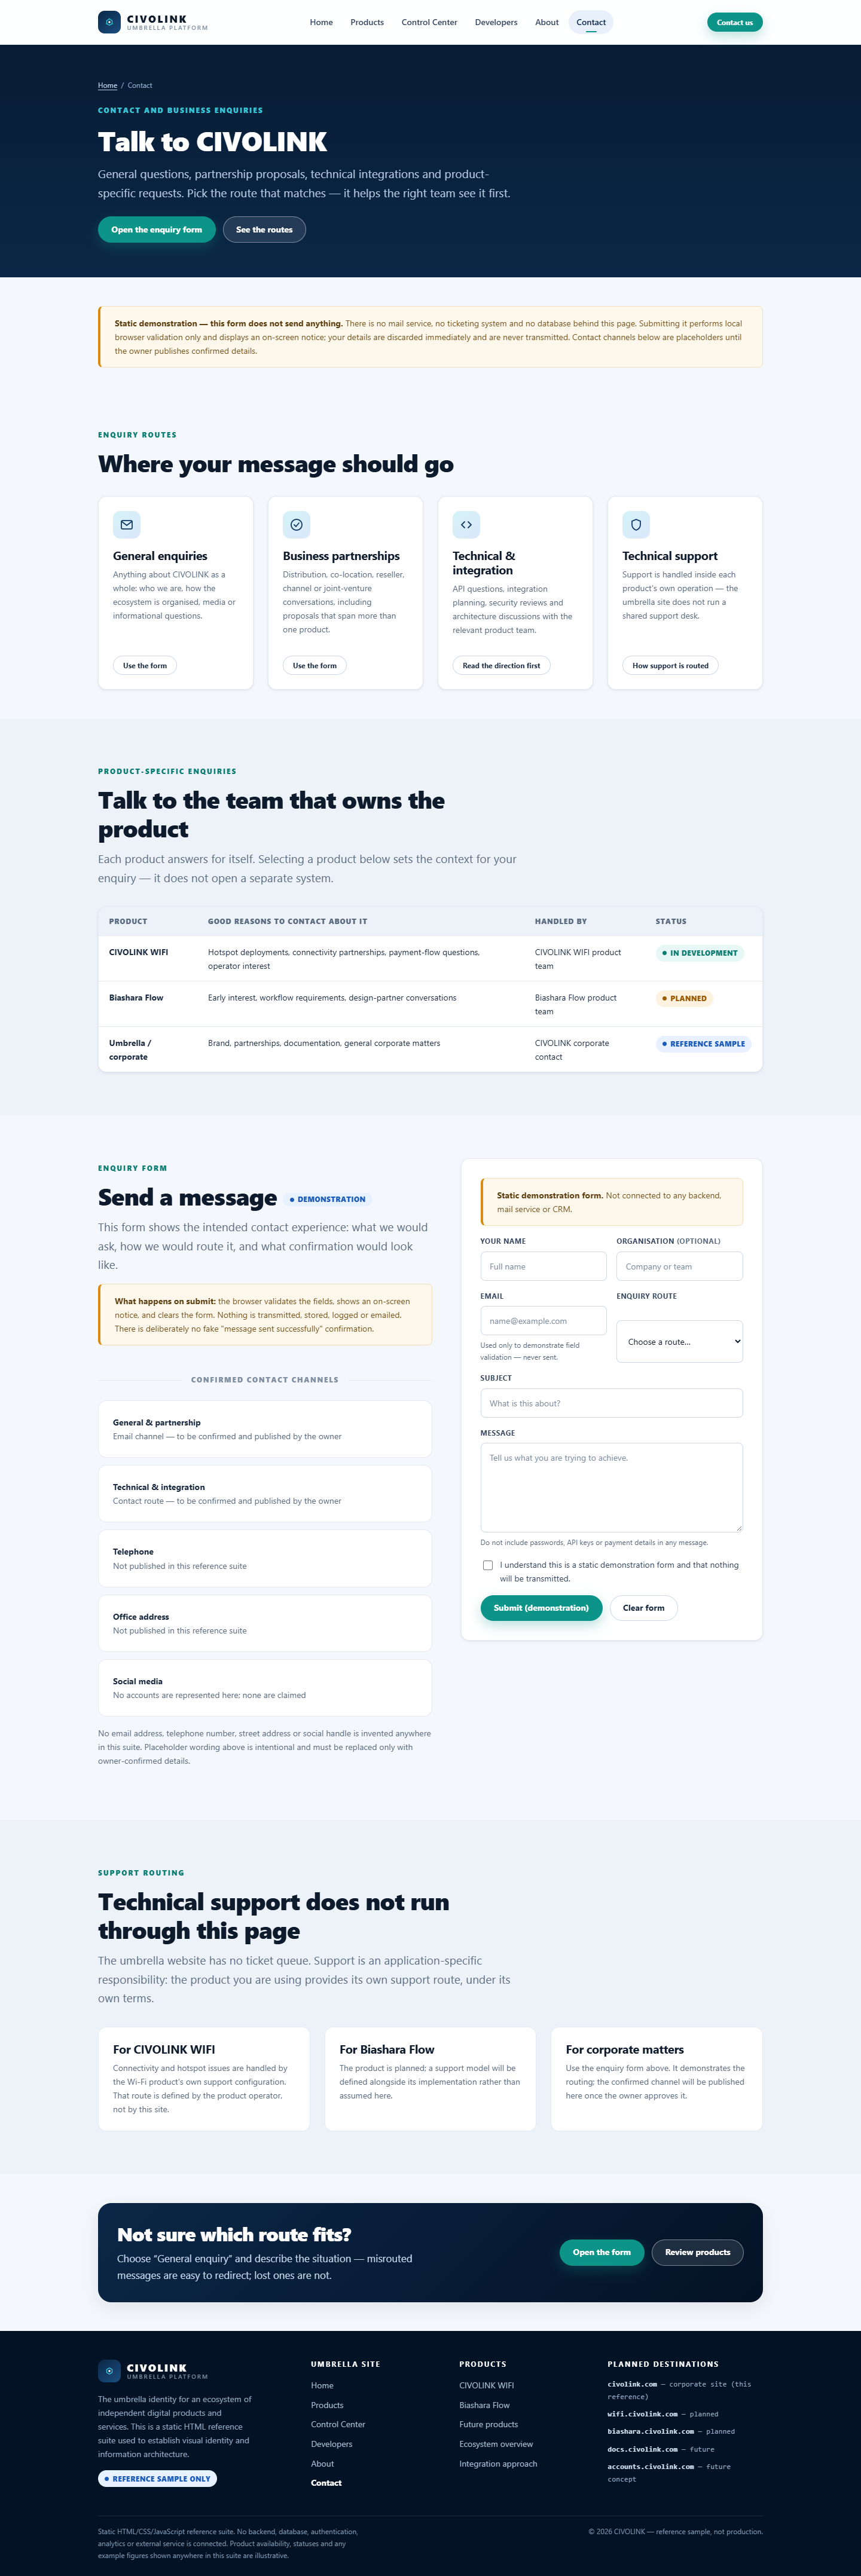 CIVOLINK
UMBRELLA PLATFORM
Home
Products
Control Center
Developers
About
Contact
Contact us
Home / Contact
CONTACT AND BUSINESS ENQUIRIES
Talk to CIVOLINK
General questions, partnership proposals, technical integrations and product-
specific requests. Pick the route that matches — it helps the right team see it first.
Open the enquiry form
See the routes
Static demonstration — this form does not send anything. There is no mail service, no ticketing system and no database behind this page. Submitting it performs local
browser validation only and displays an on-screen notice; your details are discarded immediately and are never transmitted. Contact channels below are placeholders until
the owner publishes confirmed details.
ENQUIRY ROUTES
Where your message should go
General enquiries
Anything about CIVOLINK as a
whole: who we are, how the
ecosystem is organised, media or
informational questions.
Use the form
Business partnerships
Distribution, co-location, reseller,
channel or joint-venture
conversations, including
proposals that span more than
one product.
Use the form
Technical &
integration
API questions, integration
planning, security reviews and
architecture discussions with the
relevant product team.
Read the direction first
Technical support
Support is handled inside each
product's own operation — the
umbrella site does not run a
shared support desk.
How support is routed
PRODUCT-SPECIFIC ENQUIRIES
Talk to the team that owns the
product
Each product answers for itself. Selecting a product below sets the context for your
enquiry — it does not open a separate system.
PRODUCT
GOOD REASONS TO CONTACT ABOUT IT
HANDLED BY
STATUS
CIVOLINK WIFI
Hotspot deployments, connectivity partnerships, payment-flow questions,
operator interest
CIVOLINK WIFI product
team
IN DEVELOPMENT
Biashara Flow
Early interest, workflow requirements, design-partner conversations
Biashara Flow product
team
PLANNED
Umbrella /
corporate
Brand, partnerships, documentation, general corporate matters
CIVOLINK corporate
contact
REFERENCE SAMPLE
ENQUIRY FORM
Send a message
DEMONSTRATION
This form shows the intended contact experience: what we would
ask, how we would route it, and what confirmation would look
like.
What happens on submit: the browser validates the fields, shows an on-screen
notice, and clears the form. Nothing is transmitted, stored, logged or emailed.
There is deliberately no fake "message sent successfully" confirmation.
CONFIRMED CONTACT CHANNELS
General & partnership
Email channel — to be confirmed and published by the owner
Technical & integration
Contact route — to be confirmed and published by the owner
Telephone
Not published in this reference suite
Office address
Not published in this reference suite
Social media
No accounts are represented here; none are claimed
No email address, telephone number, street address or social handle is invented anywhere
in this suite. Placeholder wording above is intentional and must be replaced only with
owner-confirmed details.
Static demonstration form. Not connected to any backend,
mail service or CRM.
YOUR NAME
Full name
ORGANISATION (OPTIONAL)
Company or team
EMAIL
name@example.com
Used only to demonstrate field
validation — never sent.
ENQUIRY ROUTE
Choose a route...
SUBJECT
What is this about?
MESSAGE
Tell us what you are trying to achieve.
Do not include passwords, API keys or payment details in any message.
I understand this is a static demonstration form and that nothing
will be transmitted.
Submit (demonstration)
Clear form
SUPPORT ROUTING
Technical support does not run
through this page
The umbrella website has no ticket queue. Support is an application-specific
responsibility: the product you are using provides its own support route, under its
own terms.
For CIVOLINK WIFI
Connectivity and hotspot issues are handled by
the Wi-Fi product's own support configuration.
That route is defined by the product operator,
not by this site.
For Biashara Flow
The product is planned; a support model will be
defined alongside its implementation rather than
assumed here.
For corporate matters
Use the enquiry form above. It demonstrates the
routing; the confirmed channel will be published
here once the owner approves it.
Not sure which route fits?
Choose "General enquiry" and describe the situation — misrouted
messages are easy to redirect; lost ones are not.
Open the form
Review products
CIVOLINK
UMBRELLA PLATFORM
The umbrella identity for an ecosystem of
independent digital products and
services. This is a static HTML reference
suite used to establish visual identity and
information architecture.
REFERENCE SAMPLE ONLY
UMBRELLA SITE
Home
Products
Control Center
Developers
About
Contact
PRODUCTS
CIVOLINK WIFI
Biashara Flow
Future products
Ecosystem overview
Integration approach
PLANNED DESTINATIONS
civolink.com — corporate site (this
reference)
wifi.civolink.com — planned
biashara.civolink.com — planned
docs.civolink.com — future
accounts.civolink.com — future
concept
Static HTML/CSS/JavaScript reference suite. No backend, database, authentication,
analytics or external service is connected. Product availability, statuses and any
example figures shown anywhere in this suite are illustrative.
© 2026 CIVOLINK — reference sample, not production.